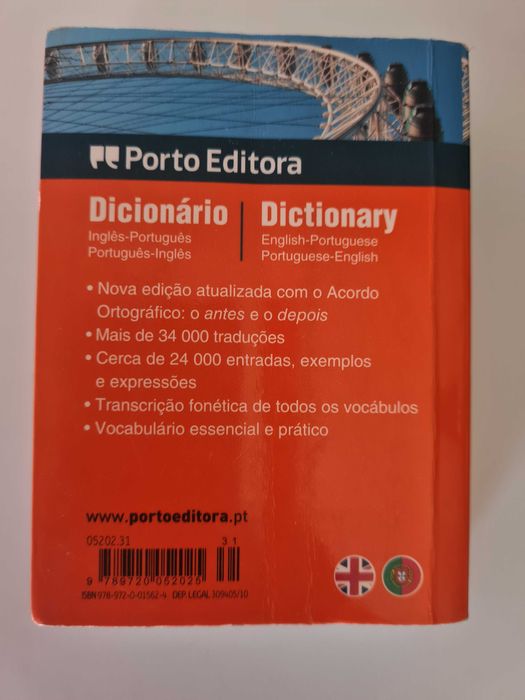 Porto Editora
Dicionário
Inglês-Português
Português-Inglês
Dictionary
English-Portuguese
Portuguese-English
• Nova edição atualizada com o Acordo
Ortográfico: o antes e o depois
• Mais de 34 000 traduções
• Cerca de 24 000 entradas, exemplos
e expressões
• Transcrição fonética de todos os vocábulos
• Vocabulário essencial e prático
www.portoeditora.pt
05202.31
31
9 789720 052025
ISBN 978-972-0-01562-4 DEP. LEGAL 309405/10